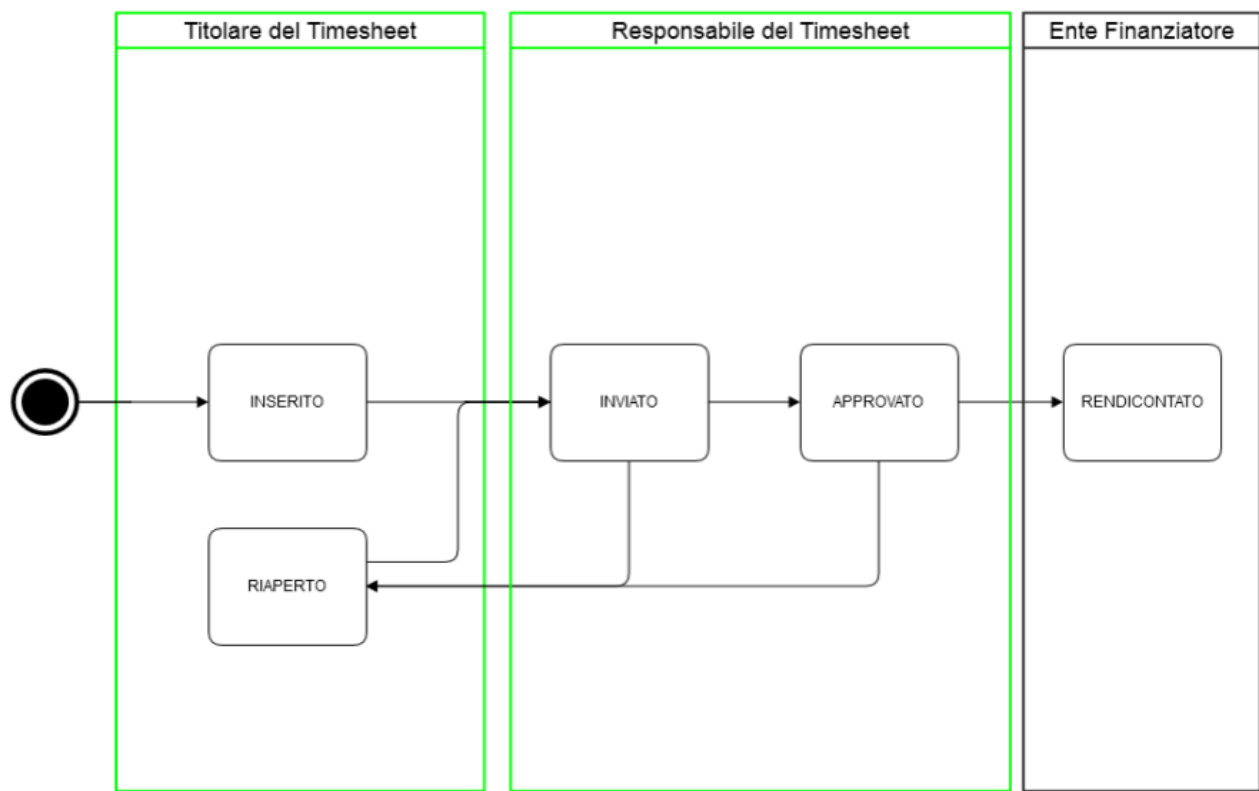 Titolare del Timesheet
Responsabile del Timesheet
Ente Finanziatore
INSERITO
INVIATO
APPROVATO
RENDICONTATO
RIAPERTO